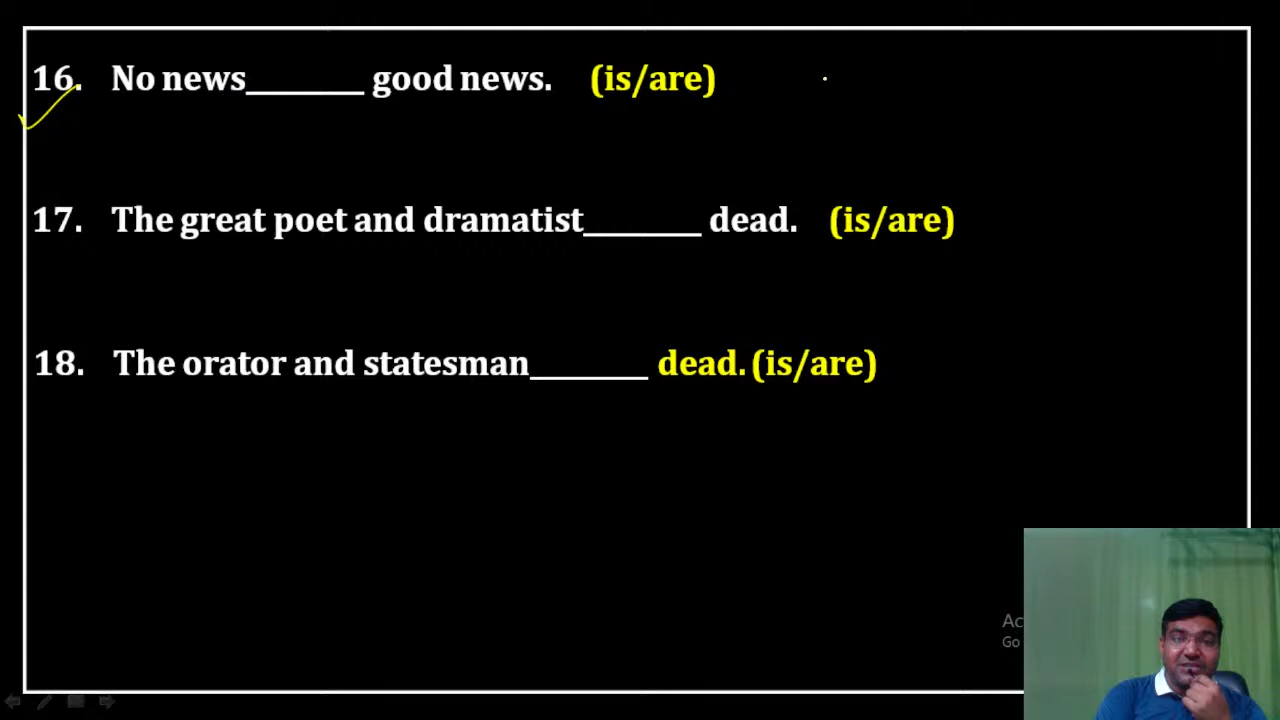 16. No news________ good news. (is/are)
17. The great poet and dramatist________ dead. (is/are)
18. The orator and statesman________ dead. (is/are)
Go